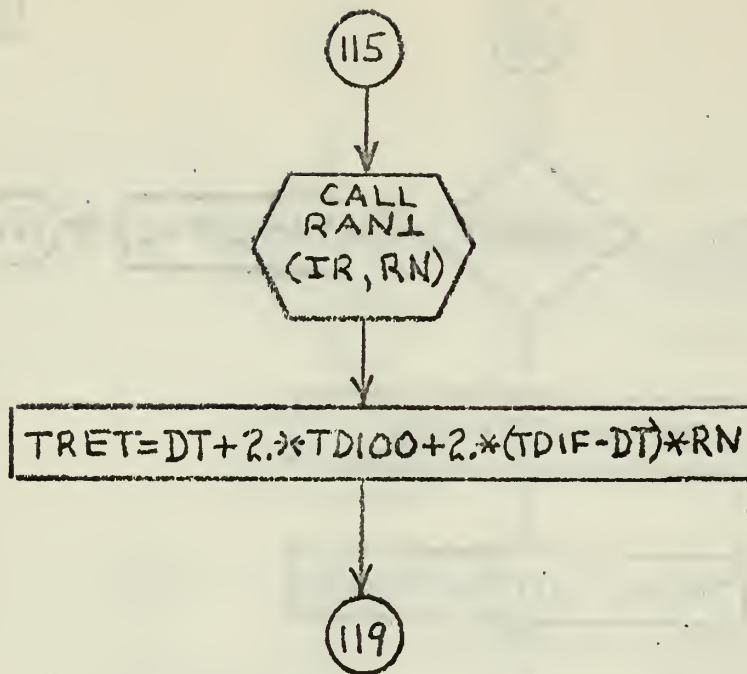 115
CALL
RAN1
(IR, RN)
TRET=DT+2.*TD100+2.*(TDIF-DT)*RN
119